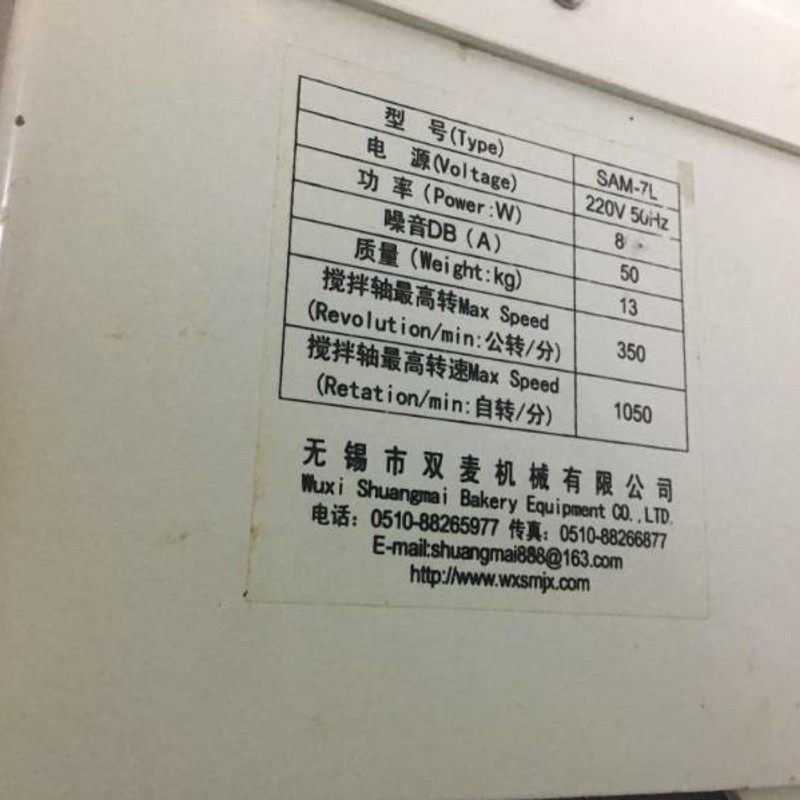 型 号(Type) SAM-7L
电 源(Voltage) 220V 50Hz
功 率 (Power:W)
噪音DB (A) 50
质量 (Weight:kg) 13
搅拌轴最高转Max Speed
(Revolution/min:公转/分) 350
搅拌轴最高转速Max Speed
(Retation/min:自转/分) 1050
无锡市双麦机械有限公司
Wuxi Shuangmai Bakery Equipment CO.,LTD.
电话: 0510-88265977 传真: 0510-88266877
E-mail:shuangmai888@163.com
http://www.wxsmjx.com